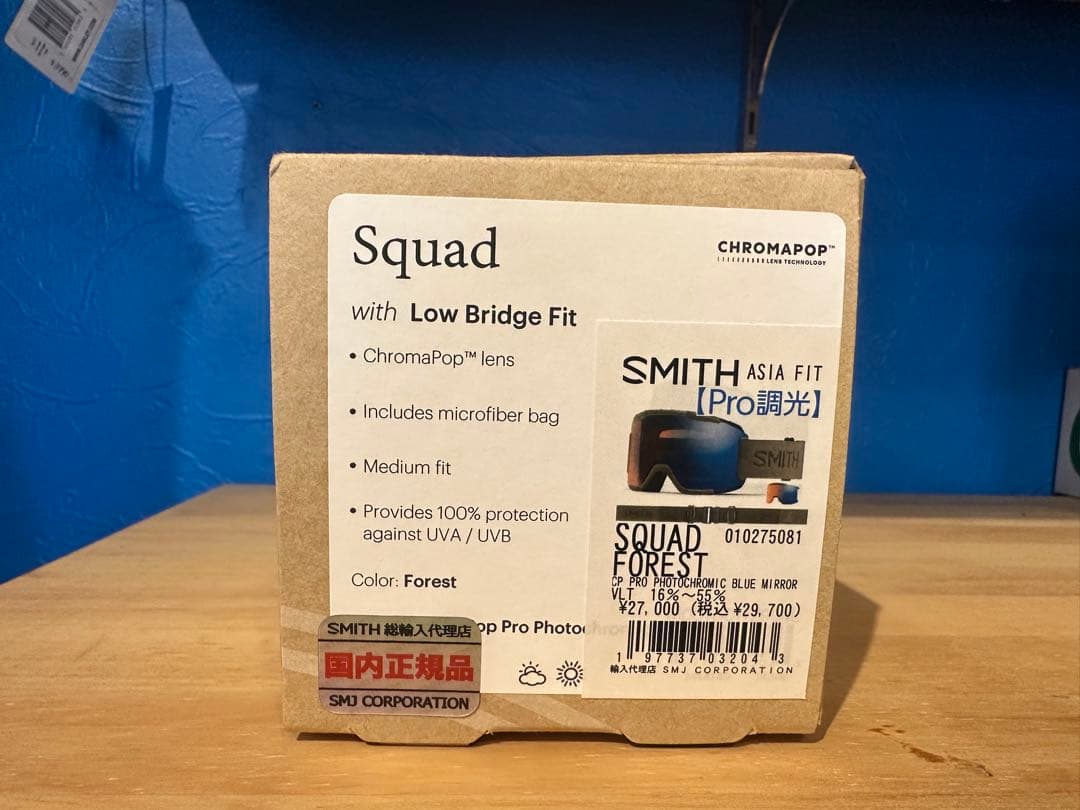 Squad
CHROMAPOP™
LENS TECHNOLOGY
with Low Bridge Fit
• ChromaPop™ lens
• Includes microfiber bag
• Medium fit
• Provides 100% protection
against UVA / UVB
Color: Forest
op Pro Photochrom
SMITH 総輸入代理店
国内正規品
SMJ CORPORATION
SMITH ASIA FIT
【Pro調光】
SMITH
SQUAD 010275081
FOREST
CP PRO PHOTOCHROMIC BLUE MIRROR
VLT 16%~55%
¥27,000 (税込 ¥29,700)
1 97737 03204 3
輸入代理店 SMJ CORPORATION